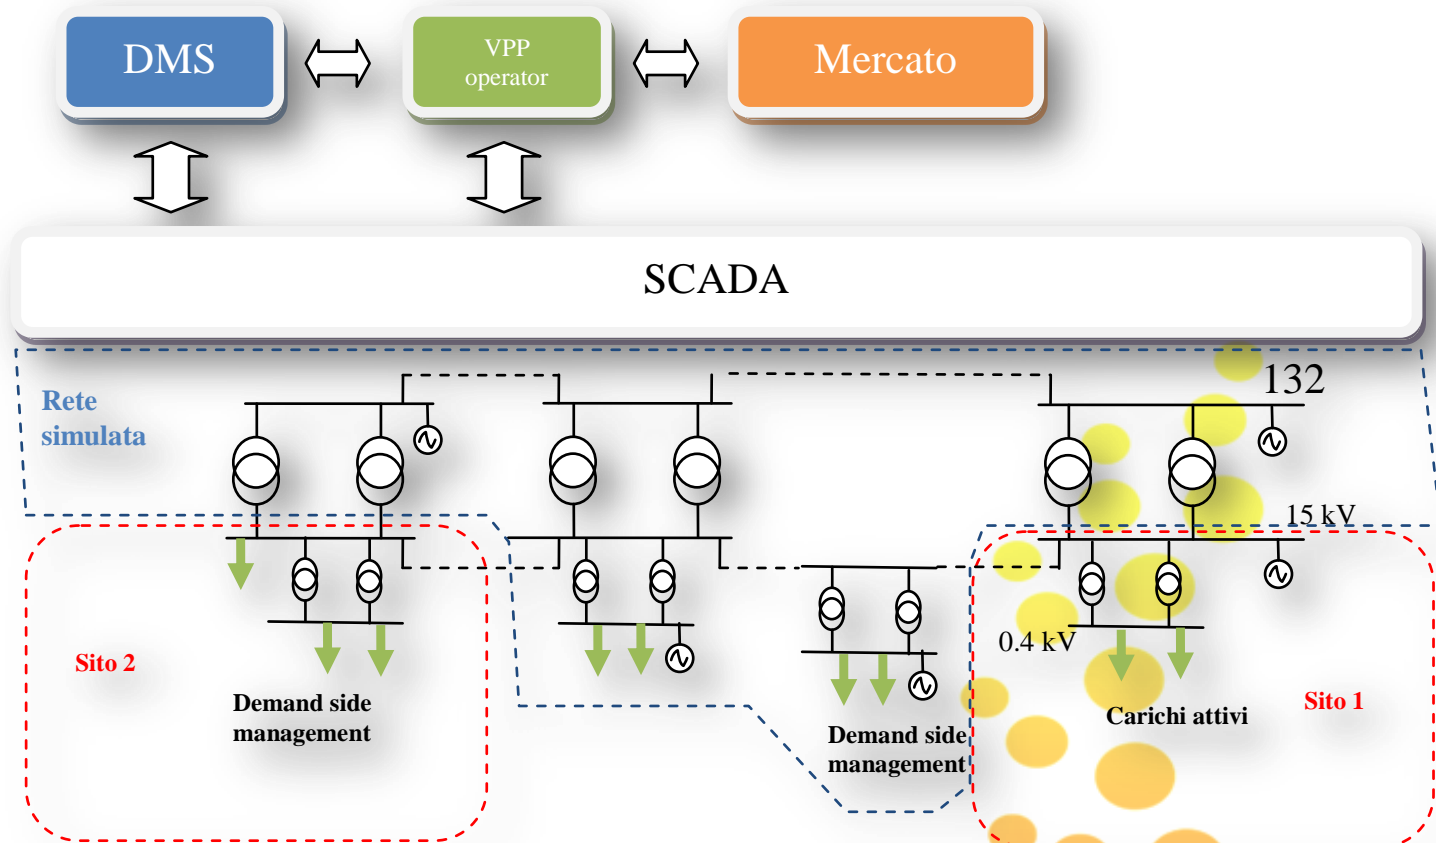 DMS
VPP
operator
Mercato
SCADA
Rete
simulata
132
15 kV
0.4 kV
Sito 2
Demand side
management
Demand side
management
Carichi attivi
Sito 1